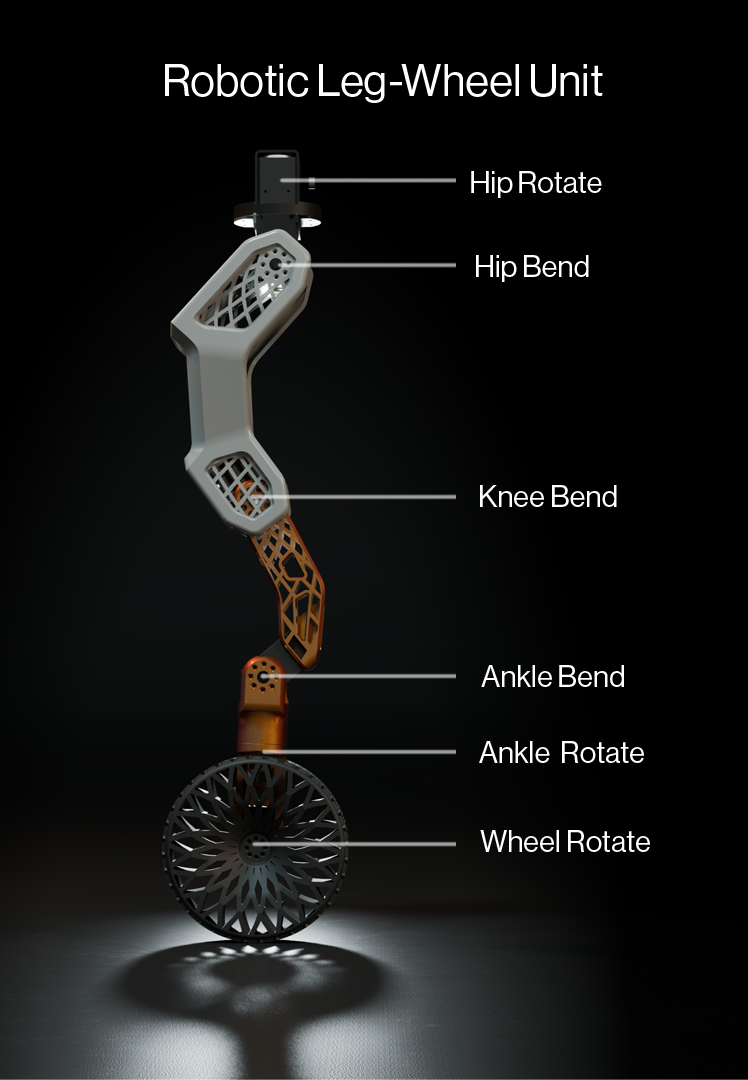 Robotic Leg-Wheel Unit
Hip Rotate
Hip Bend
Knee Bend
Ankle Bend
Ankle Rotate
Wheel Rotate